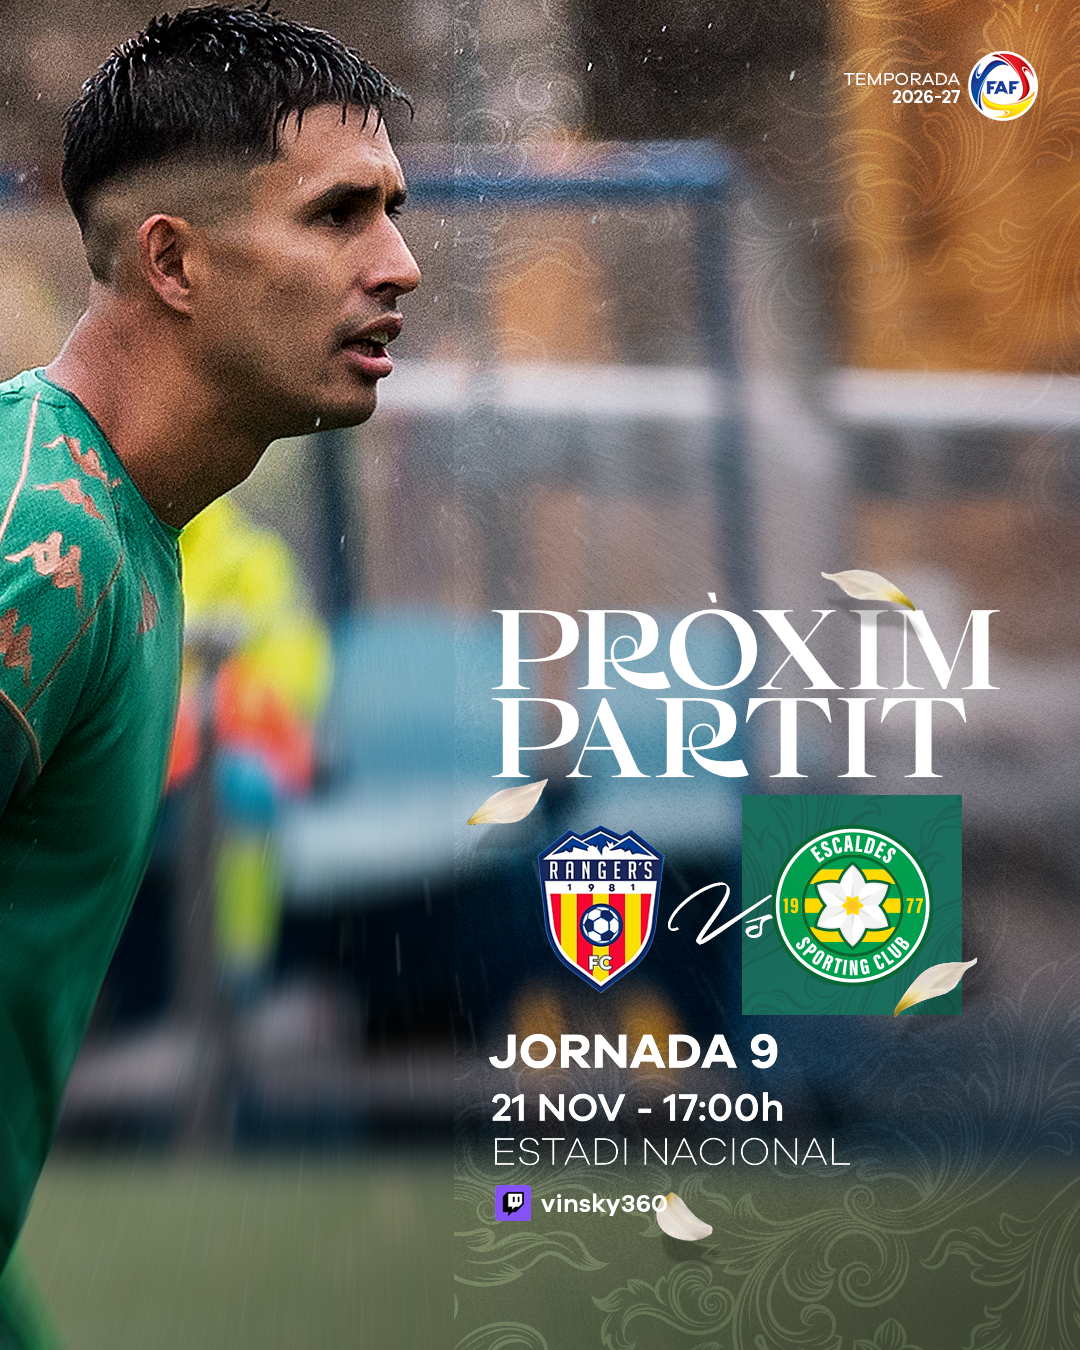 TEMPORADA
2026-27
FAF
PRÒXIM
PARTIT
RANGER'S
1981
FC
Vs
ESCALDES
19 77
SPORTING CLUB
JORNADA 9
21 NOV - 17:00h
ESTADI NACIONAL
vinsky360